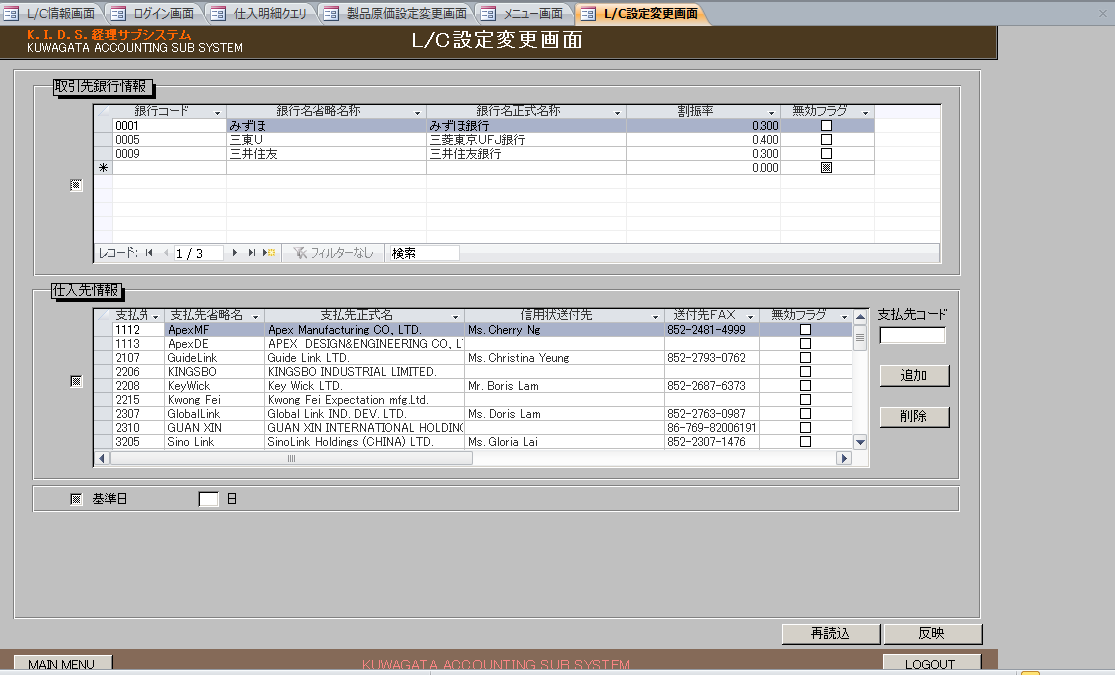 L/C情報画面 ログイン画面 仕入明細クエリ 製品原価設定変更画面 メニュー画面 L/C設定変更画面
K.I.D.S.経理サブシステム
KUWAGATA ACCOUNTING SUB SYSTEM
L/C設定変更画面
取引先銀行情報
銀行コード 銀行名省略名称 銀行名正式名称 割振率 無効フラグ
0001 みずほ みずほ銀行 0.300
0005 三東U 三菱東京UFJ銀行 0.400
0009 三井住友 三井住友銀行 0.300
0.000
レコード: 1 / 3 フィルターなし 検索
仕入先情報
支払先 支払先省略名 支払先正式名 信用状送付先 送付先FAX 無効フラグ
1112 ApexMF Apex Manufacturing CO, LTD. Ms. Cherry Ng 852-2481-4999
1113 ApexDE APEX DESIGN&ENGINEERING CO, LT
2107 GuideLink Guide Link LTD. Ms. Christina Yeung 852-2793-0762
2206 KINGSBO KINGSBO INDUSTRIAL LIMITED.
2208 KeyWick Key Wick LTD. Mr. Boris Lam 852-2687-6373
2215 Kwong Fei Kwong Fei Expectation mfg.Ltd.
2307 GlobalLink Global Link IND. DEV. LTD. Ms. Doris Lam 852-2763-0987
2310 GUAN XIN GUAN XIN INTERNATIONAL HOLDING 86-769-82006191
3205 Sino Link SinoLink Holdings (CHINA) LTD. Ms. Gloria Lai 852-2307-1476
支払先コード
追加
削除
基準日 日
再読込 反映
MAIN MENU KUWAGATA ACCOUNTING SUB SYSTEM LOGOUT